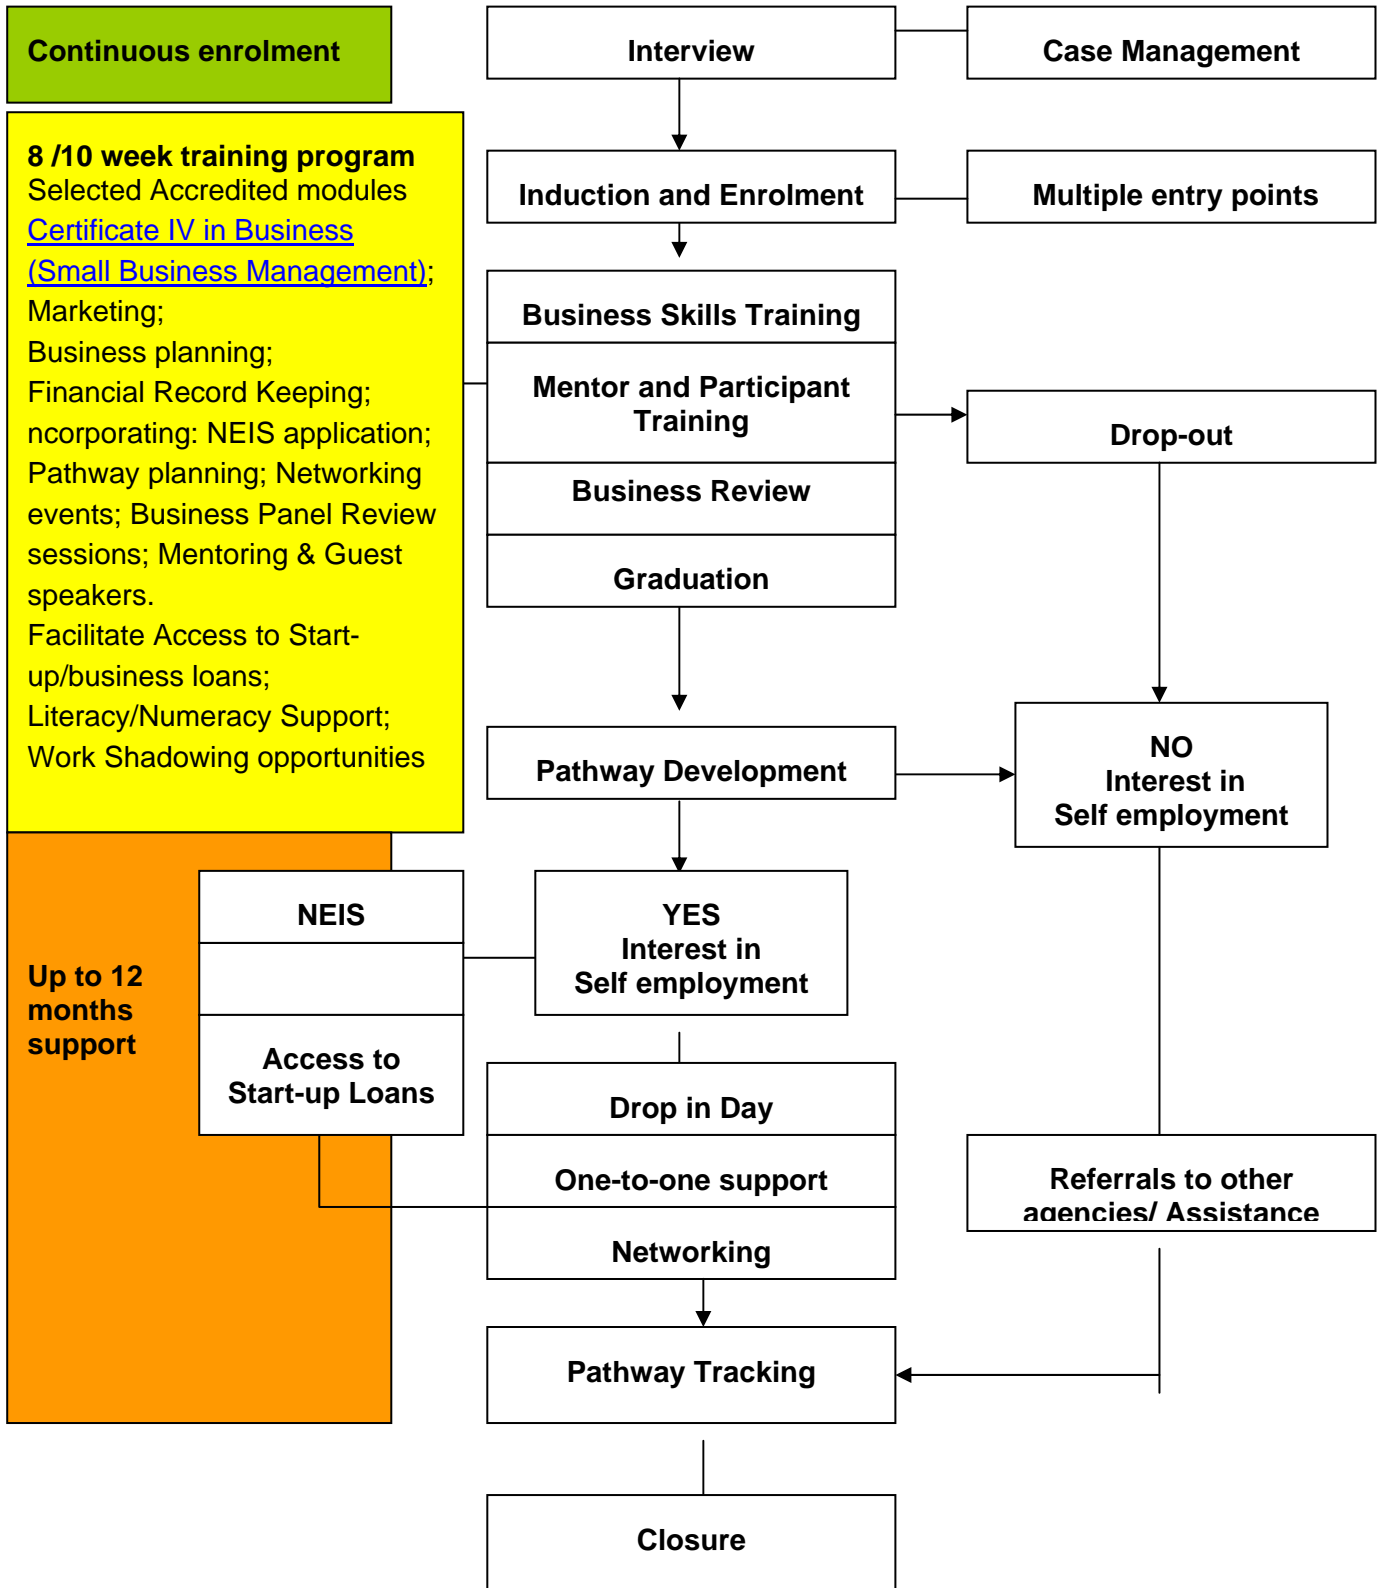 Continuous enrolment
Interview
Case Management
8 /10 week training program
Selected Accredited modules
Certificate IV in Business
(Small Business Management);
Marketing;
Business planning;
Financial Record Keeping;
ncorporating: NEIS application;
Pathway planning; Networking
events; Business Panel Review
sessions; Mentoring & Guest
speakers.
Facilitate Access to Start-
up/business loans;
Literacy/Numeracy Support;
Work Shadowing opportunities
Induction and Enrolment
Multiple entry points
Business Skills Training
Mentor and Participant
Training
Business Review
Graduation
Drop-out
Pathway Development
NO
Interest in
Self employment
Up to 12
months
support
NEIS
Access to
Start-up Loans
YES
Interest in
Self employment
Drop in Day
One-to-one support
Networking
Referrals to other
agencies/ Assistance
Pathway Tracking
Closure